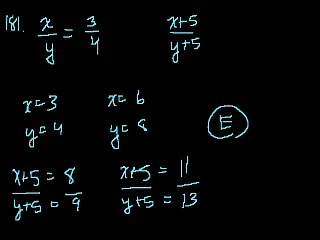 181. x/y = 3/4   x+5/y+5
x=3   x= 6
y=4   y= 8   E
x+5 = 8   x+5 = 11
y+5 = 9   y+5 = 13